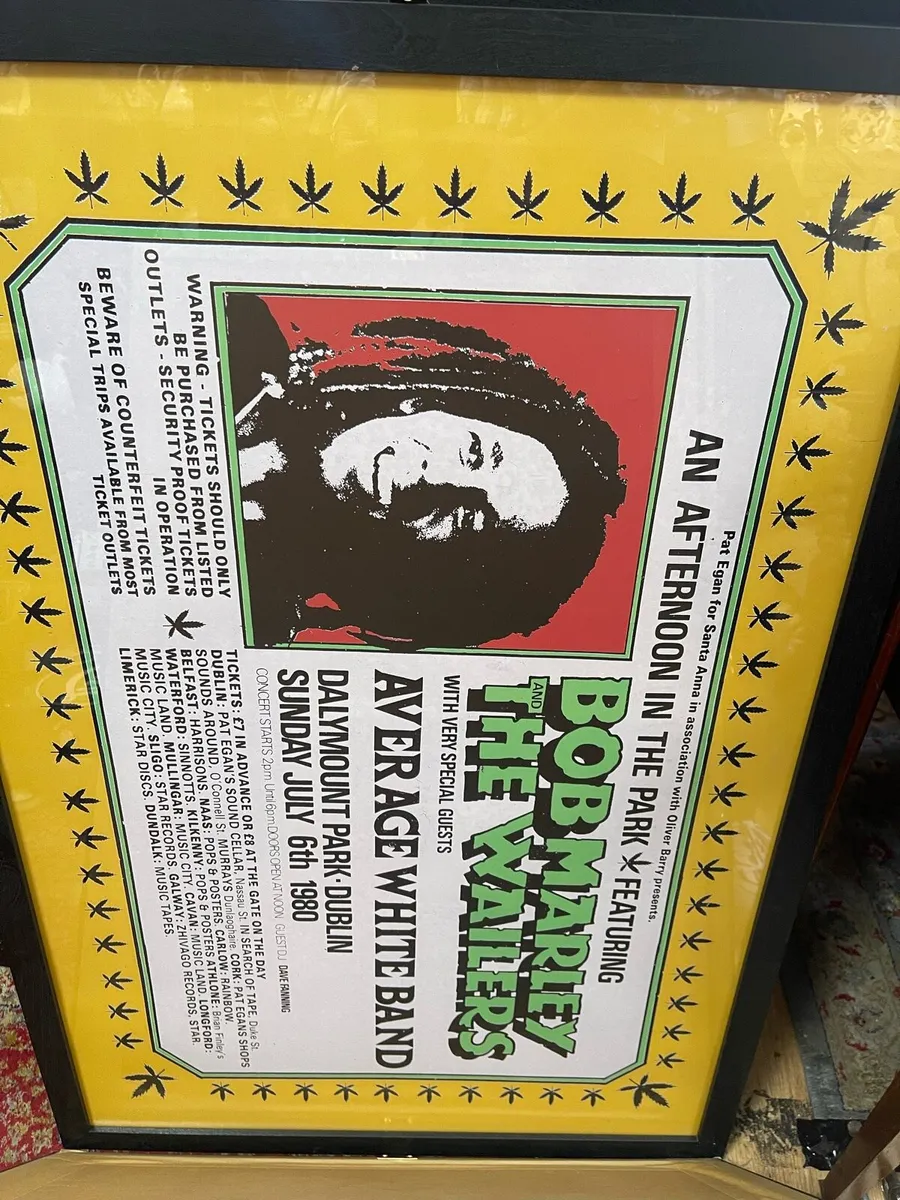 Pat Egan for Santa Anna in association with Oliver Barry presents.
AN AFTERNOON IN THE PARK FEATURING
BOB MARLEY
AND
THE WAILERS
WITH VERY SPECIAL GUESTS
AVERAGE WHITE BAND
DALYMOUNT PARK·DUBLIN
SUNDAY JULY 6th 1980
CONCERT STARTS 2pm Until 6pm DOORS OPEN AT NOON GUEST DJ DAVE FANNING
WARNING - TICKETS SHOULD ONLY
BE PURCHASED FROM LISTED
OUTLETS - SECURITY PROOF TICKETS
IN OPERATION
BEWARE OF COUNTERFEIT TICKETS
SPECIAL TRIPS AVAILABLE FROM MOST
TICKET OUTLETS
TICKETS: £7 IN ADVANCE OR £8 AT THE GATE ON THE DAY
DUBLIN: PAT EGAN'S SOUND CELLAR, Nassau St. IN SEARCH OF TAPE, Duke St.
SOUNDS AROUND, O'Connell St. MURRAYS Dunlaoghaire. CORK: PAT EGANS SHOPS
BELFAST: HARRISONS. NAAS: POPS & POSTERS. CARLOW: RAINBOW.
WATERFORD: SINNOTTS. KILKENNY: POPS & POSTERS ATHLONE: Brian Finley's
MUSIC LAND. MULLINGAR: MUSIC CITY. CAVAN: MUSIC LAND. LONGFORD:
MUSIC CITY. SLIGO: STAR RECORDS. GALWAY: ZHIVAGO RECORDS, STAR.
LIMERICK: STAR DISCS. DUNDALK: MUSIC TAPES.